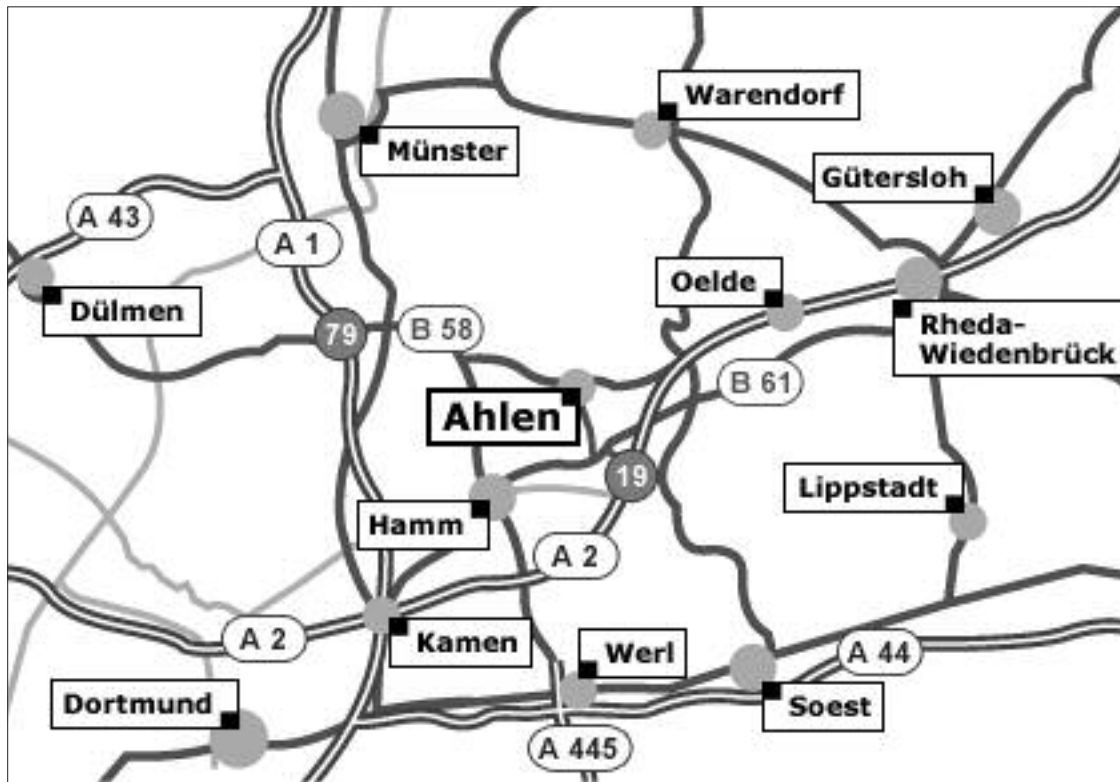 Warendorf
Münster
Gütersloh
A 43
A 1
Oelde
Dülmen
79
B 58
Rheda-
Wiedenbrück
B 61
Ahlen
19
Lippstadt
Hamm
A 2
A 2
Kamen
Werl
A 44
Dortmund
Soest
A 445